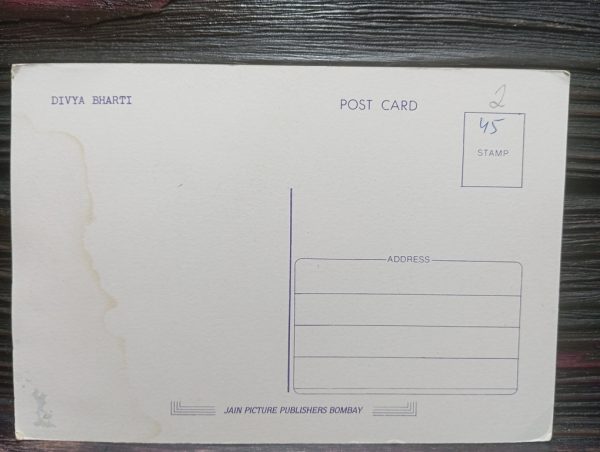 DIVYA BHARTI
POST CARD
2
45
STAMP
ADDRESS
JAIN PICTURE PUBLISHERS BOMBAY